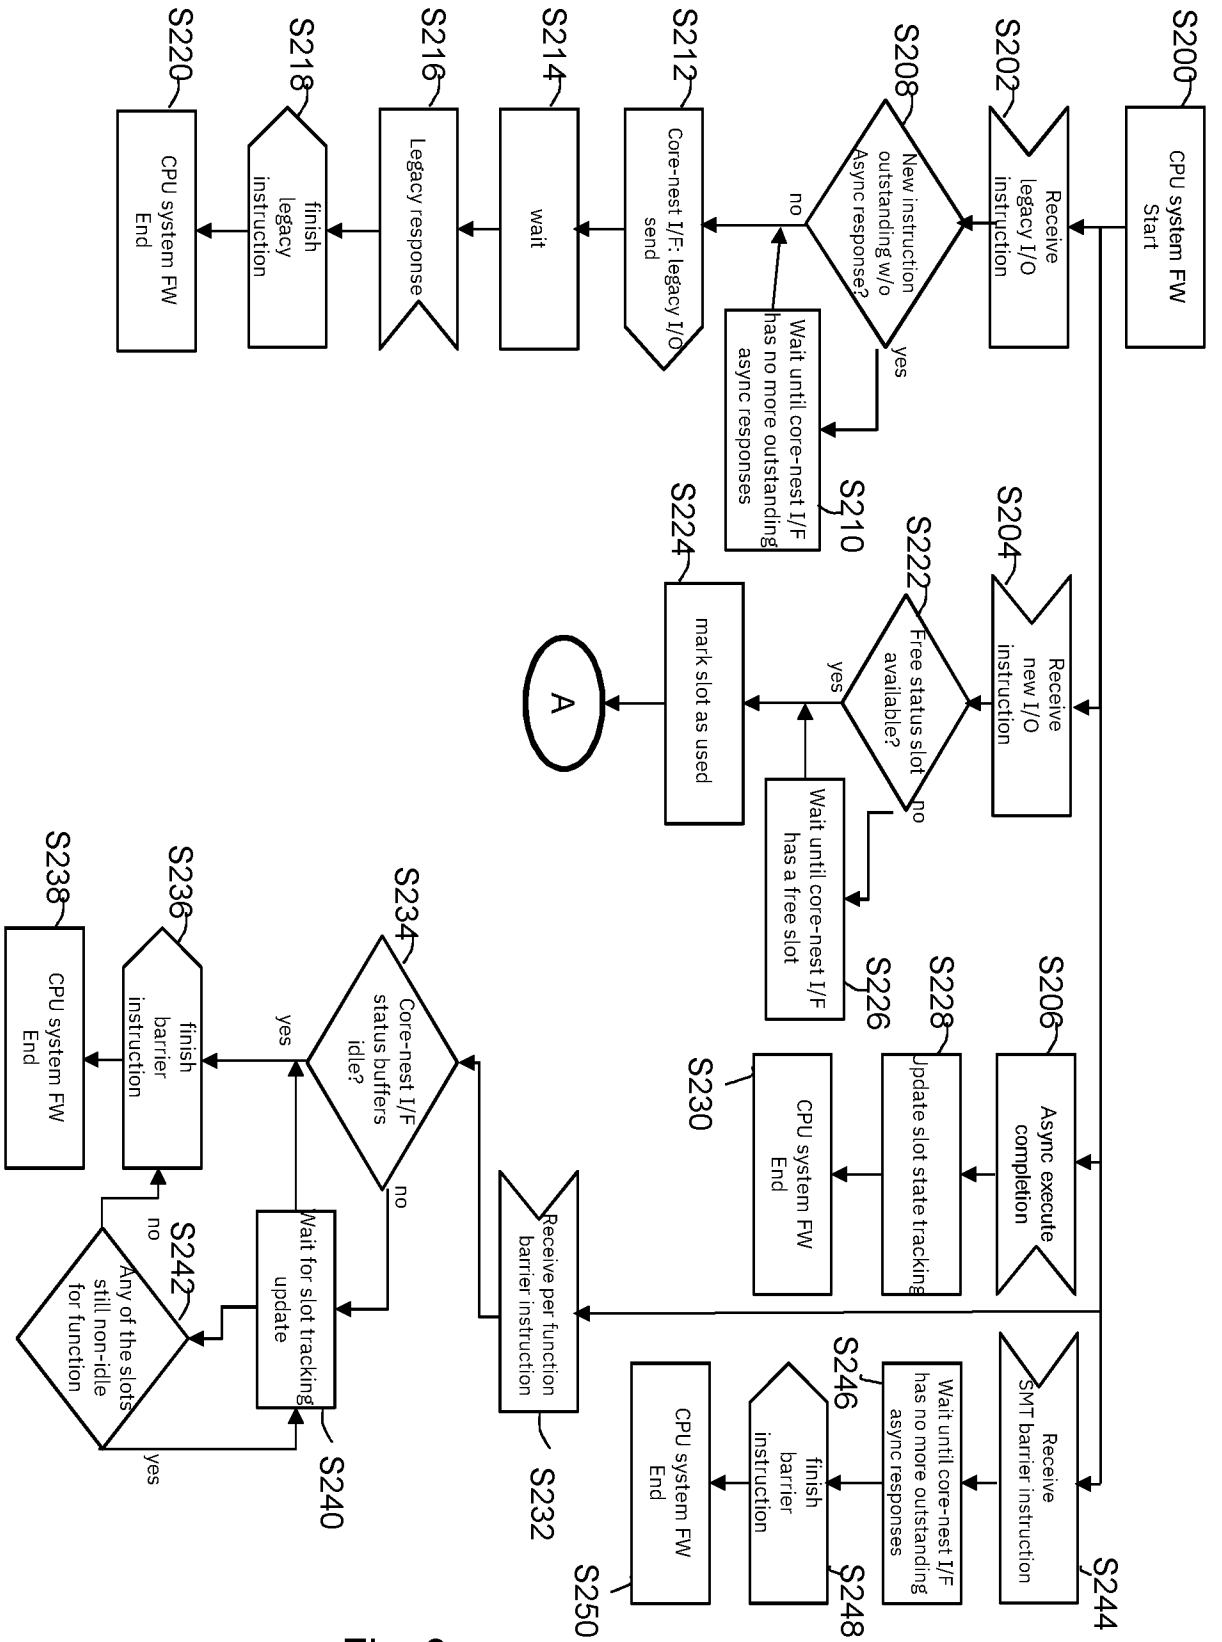 S200
CPU system FW
Start
S202
Receive
legacy I/O
instruction
S208
New instruction
outstanding w/o
Async response?
no
yes
S210
Wait until core-nest I/F
has no more outstanding
async responses
S212
Core-nest I/F: legacy I/O
send
S214
wait
S216
Legacy response
S218
finish
legacy
instruction
S220
CPU system FW
End
S204
Receive
new I/O
instruction
S222
Free status slot
available?
yes
no
S226
Wait until core-nest I/F
has a free slot
S224
mark slot as used
A
S206
Async execute
completion
S228
Update slot state tracking
S230
CPU system FW
End
S232
Receive per function
barrier instruction
S234
Core-nest I/F
status buffers
idle?
yes
no
S240
Wait for slot tracking
update
S242
Any of the slots
still non-idle
for function
no
yes
S236
finish
barrier
instruction
S238
CPU system FW
End
S244
Receive
SMT barrier instruction
S246
Wait until core-nest I/F
has no more outstanding
async responses
S248
finish
barrier
instruction
S250
CPU system FW
End